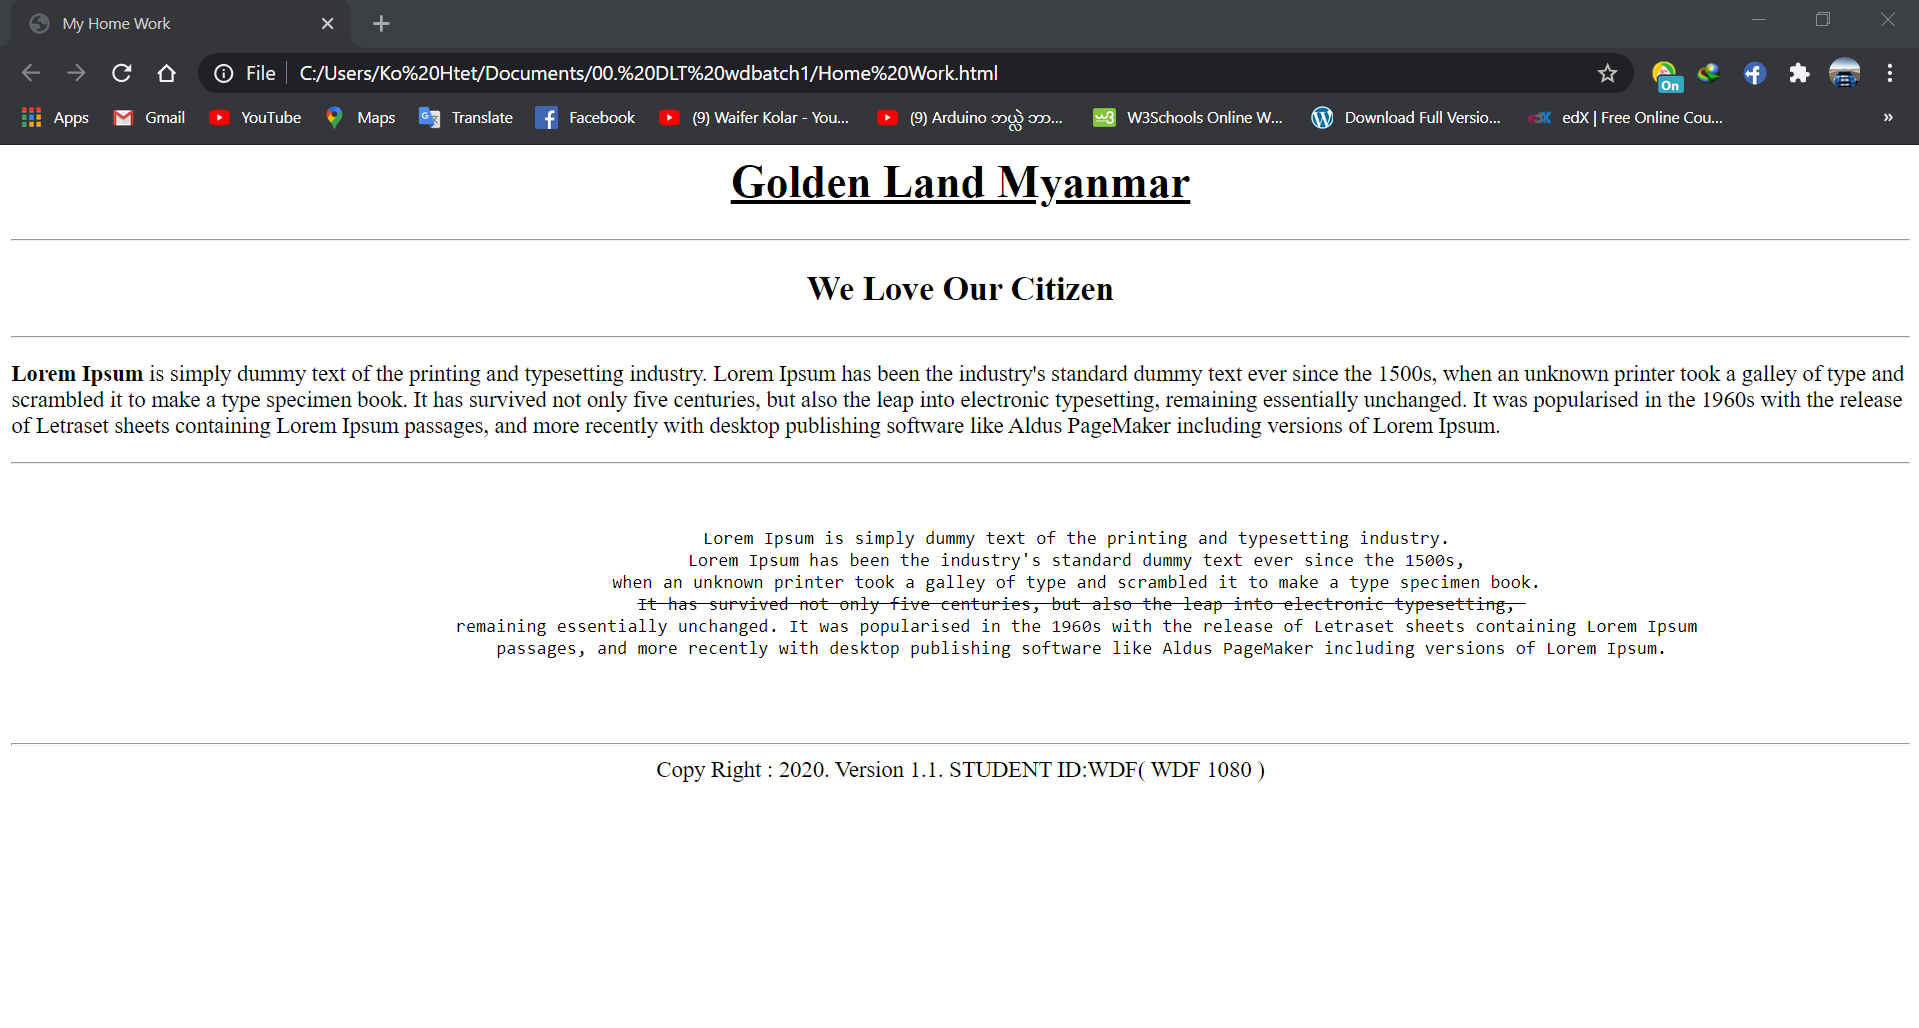 My Home Work
File C:/Users/Ko%20Htet/Documents/00.%20DLT%20wdbatch1/Home%20Work.html
On
Apps Gmail YouTube Maps Translate Facebook (9) Waifer Kolar - You... (9) Arduino ဘယ်လဲ ဘာ... W3Schools Online W... Download Full Versio... edX | Free Online Cou... »
Golden Land Myanmar
We Love Our Citizen
Lorem Ipsum is simply dummy text of the printing and typesetting industry. Lorem Ipsum has been the industry's standard dummy text ever since the 1500s, when an unknown printer took a galley of type and
scrambled it to make a type specimen book. It has survived not only five centuries, but also the leap into electronic typesetting, remaining essentially unchanged. It was popularised in the 1960s with the release
of Letraset sheets containing Lorem Ipsum passages, and more recently with desktop publishing software like Aldus PageMaker including versions of Lorem Ipsum.
Lorem Ipsum is simply dummy text of the printing and typesetting industry.
Lorem Ipsum has been the industry's standard dummy text ever since the 1500s,
when an unknown printer took a galley of type and scrambled it to make a type specimen book.
It has survived not only five centuries, but also the leap into electronic typesetting,
remaining essentially unchanged. It was popularised in the 1960s with the release of Letraset sheets containing Lorem Ipsum
passages, and more recently with desktop publishing software like Aldus PageMaker including versions of Lorem Ipsum.
Copy Right : 2020. Version 1.1. STUDENT ID:WDF( WDF 1080 )